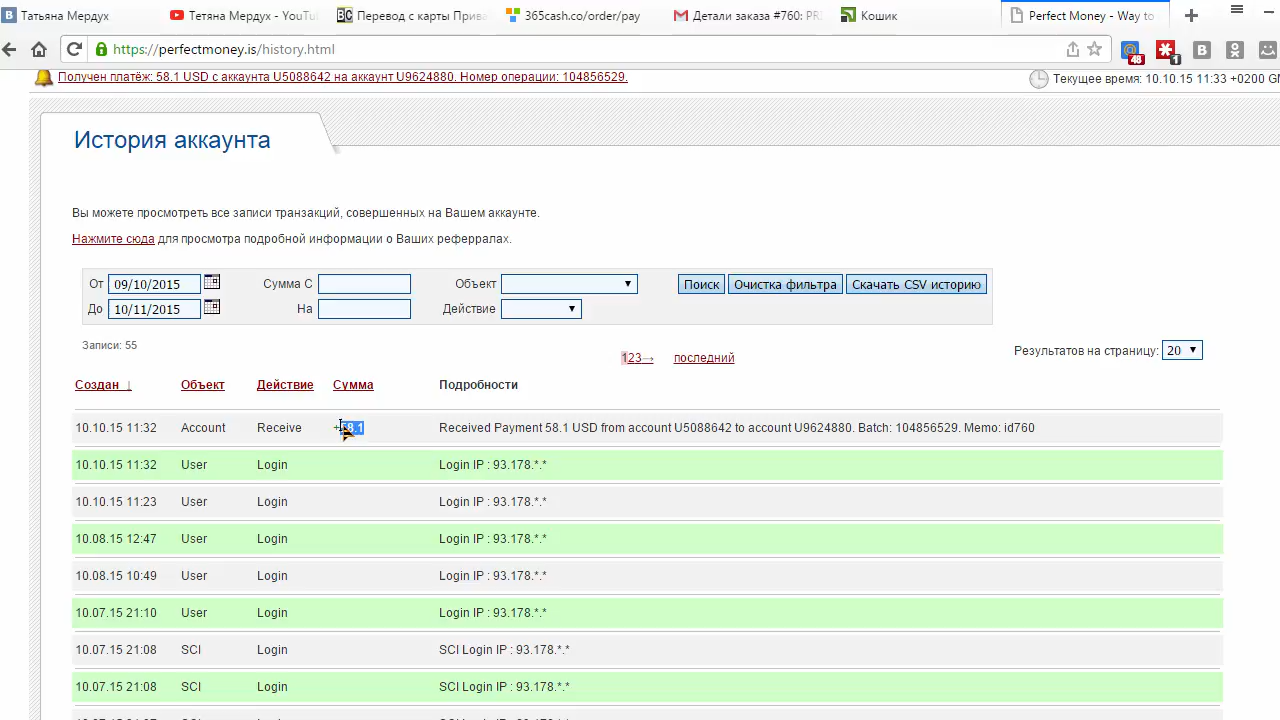 Татьяна Мердух
Тетяна Мердух - YouTu
Перевод с карты Прива
365cash.co/order/pay
Детали заказа #760: PR
Кошик
Perfect Money - Way to
https://perfectmoney.is/history.html
48
1
Получен платёж: 58.1 USD с аккаунта U5088642 на аккаунт U9624880. Номер операции: 104856529.
Текущее время: 10.10.15 11:33 +0200 G
История аккаунта
Вы можете просмотреть все записи транзакций, совершенных на Вашем аккаунте.
Нажмите сюда для просмотра подробной информации о Ваших реферралах.
От 09/10/2015 Сумма С Объект Поиск Очистка фильтра Скачать CSV историю
До 10/11/2015 На Действие
Записи: 55
123→ последний
Результатов на страницу: 20
Создан ↓ Объект Действие Сумма Подробности
10.10.15 11:32 Account Receive +58.1 Received Payment 58.1 USD from account U5088642 to account U9624880. Batch: 104856529. Memo: id760
10.10.15 11:32 User Login Login IP : 93.178.*.*
10.10.15 11:23 User Login Login IP : 93.178.*.*
10.08.15 12:47 User Login Login IP : 93.178.*.*
10.08.15 10:49 User Login Login IP : 93.178.*.*
10.07.15 21:10 User Login Login IP : 93.178.*.*
10.07.15 21:08 SCI Login SCI Login IP : 93.178.*.*
10.07.15 21:08 SCI Login SCI Login IP : 93.178.*.*